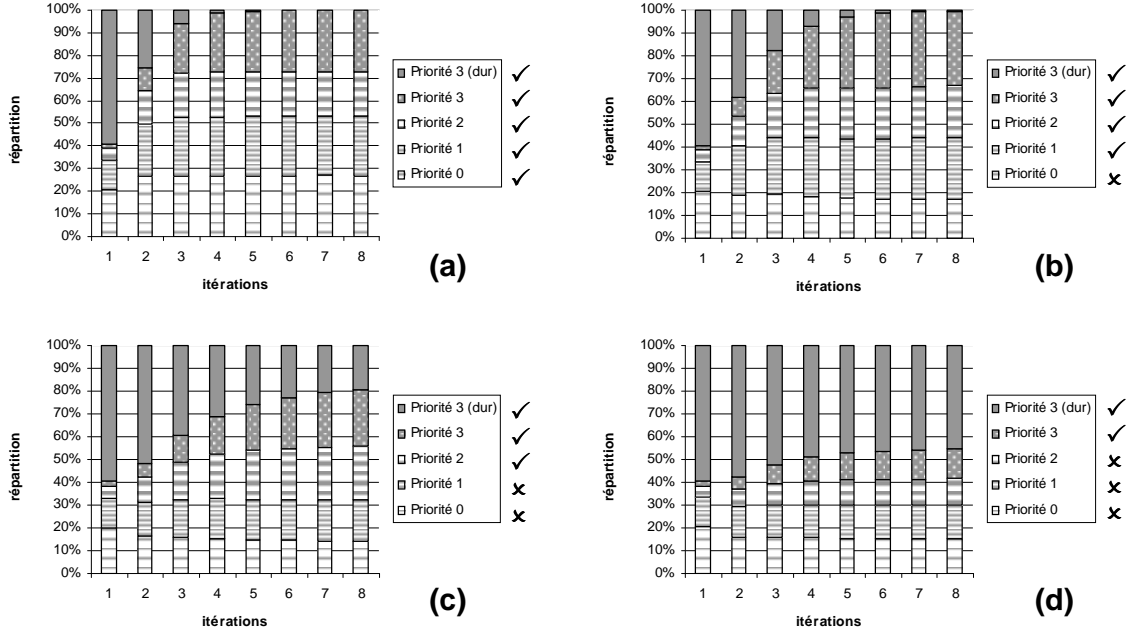 100%
90%
80%
70%
60%
50%
40%
30%
20%
10%
0%
répartition
1 2 3 4 5 6 7 8
itérations
Priorité 3 (dur) ✓
Priorité 3 ✓
Priorité 2 ✓
Priorité 1 ✓
Priorité 0 ✓
(a)
100%
90%
80%
70%
60%
50%
40%
30%
20%
10%
0%
répartition
1 2 3 4 5 6 7 8
itérations
Priorité 3 (dur) ✓
Priorité 3 ✓
Priorité 2 ✓
Priorité 1 ✓
Priorité 0 ✗
(b)
100%
90%
80%
70%
60%
50%
40%
30%
20%
10%
0%
répartition
1 2 3 4 5 6 7 8
itérations
Priorité 3 (dur) ✓
Priorité 3 ✓
Priorité 2 ✓
Priorité 1 ✗
Priorité 0 ✗
(c)
100%
90%
80%
70%
60%
50%
40%
30%
20%
10%
0%
répartition
1 2 3 4 5 6 7 8
itérations
Priorité 3 (dur) ✓
Priorité 3 ✓
Priorité 2 ✗
Priorité 1 ✗
Priorité 0 ✗
(d)